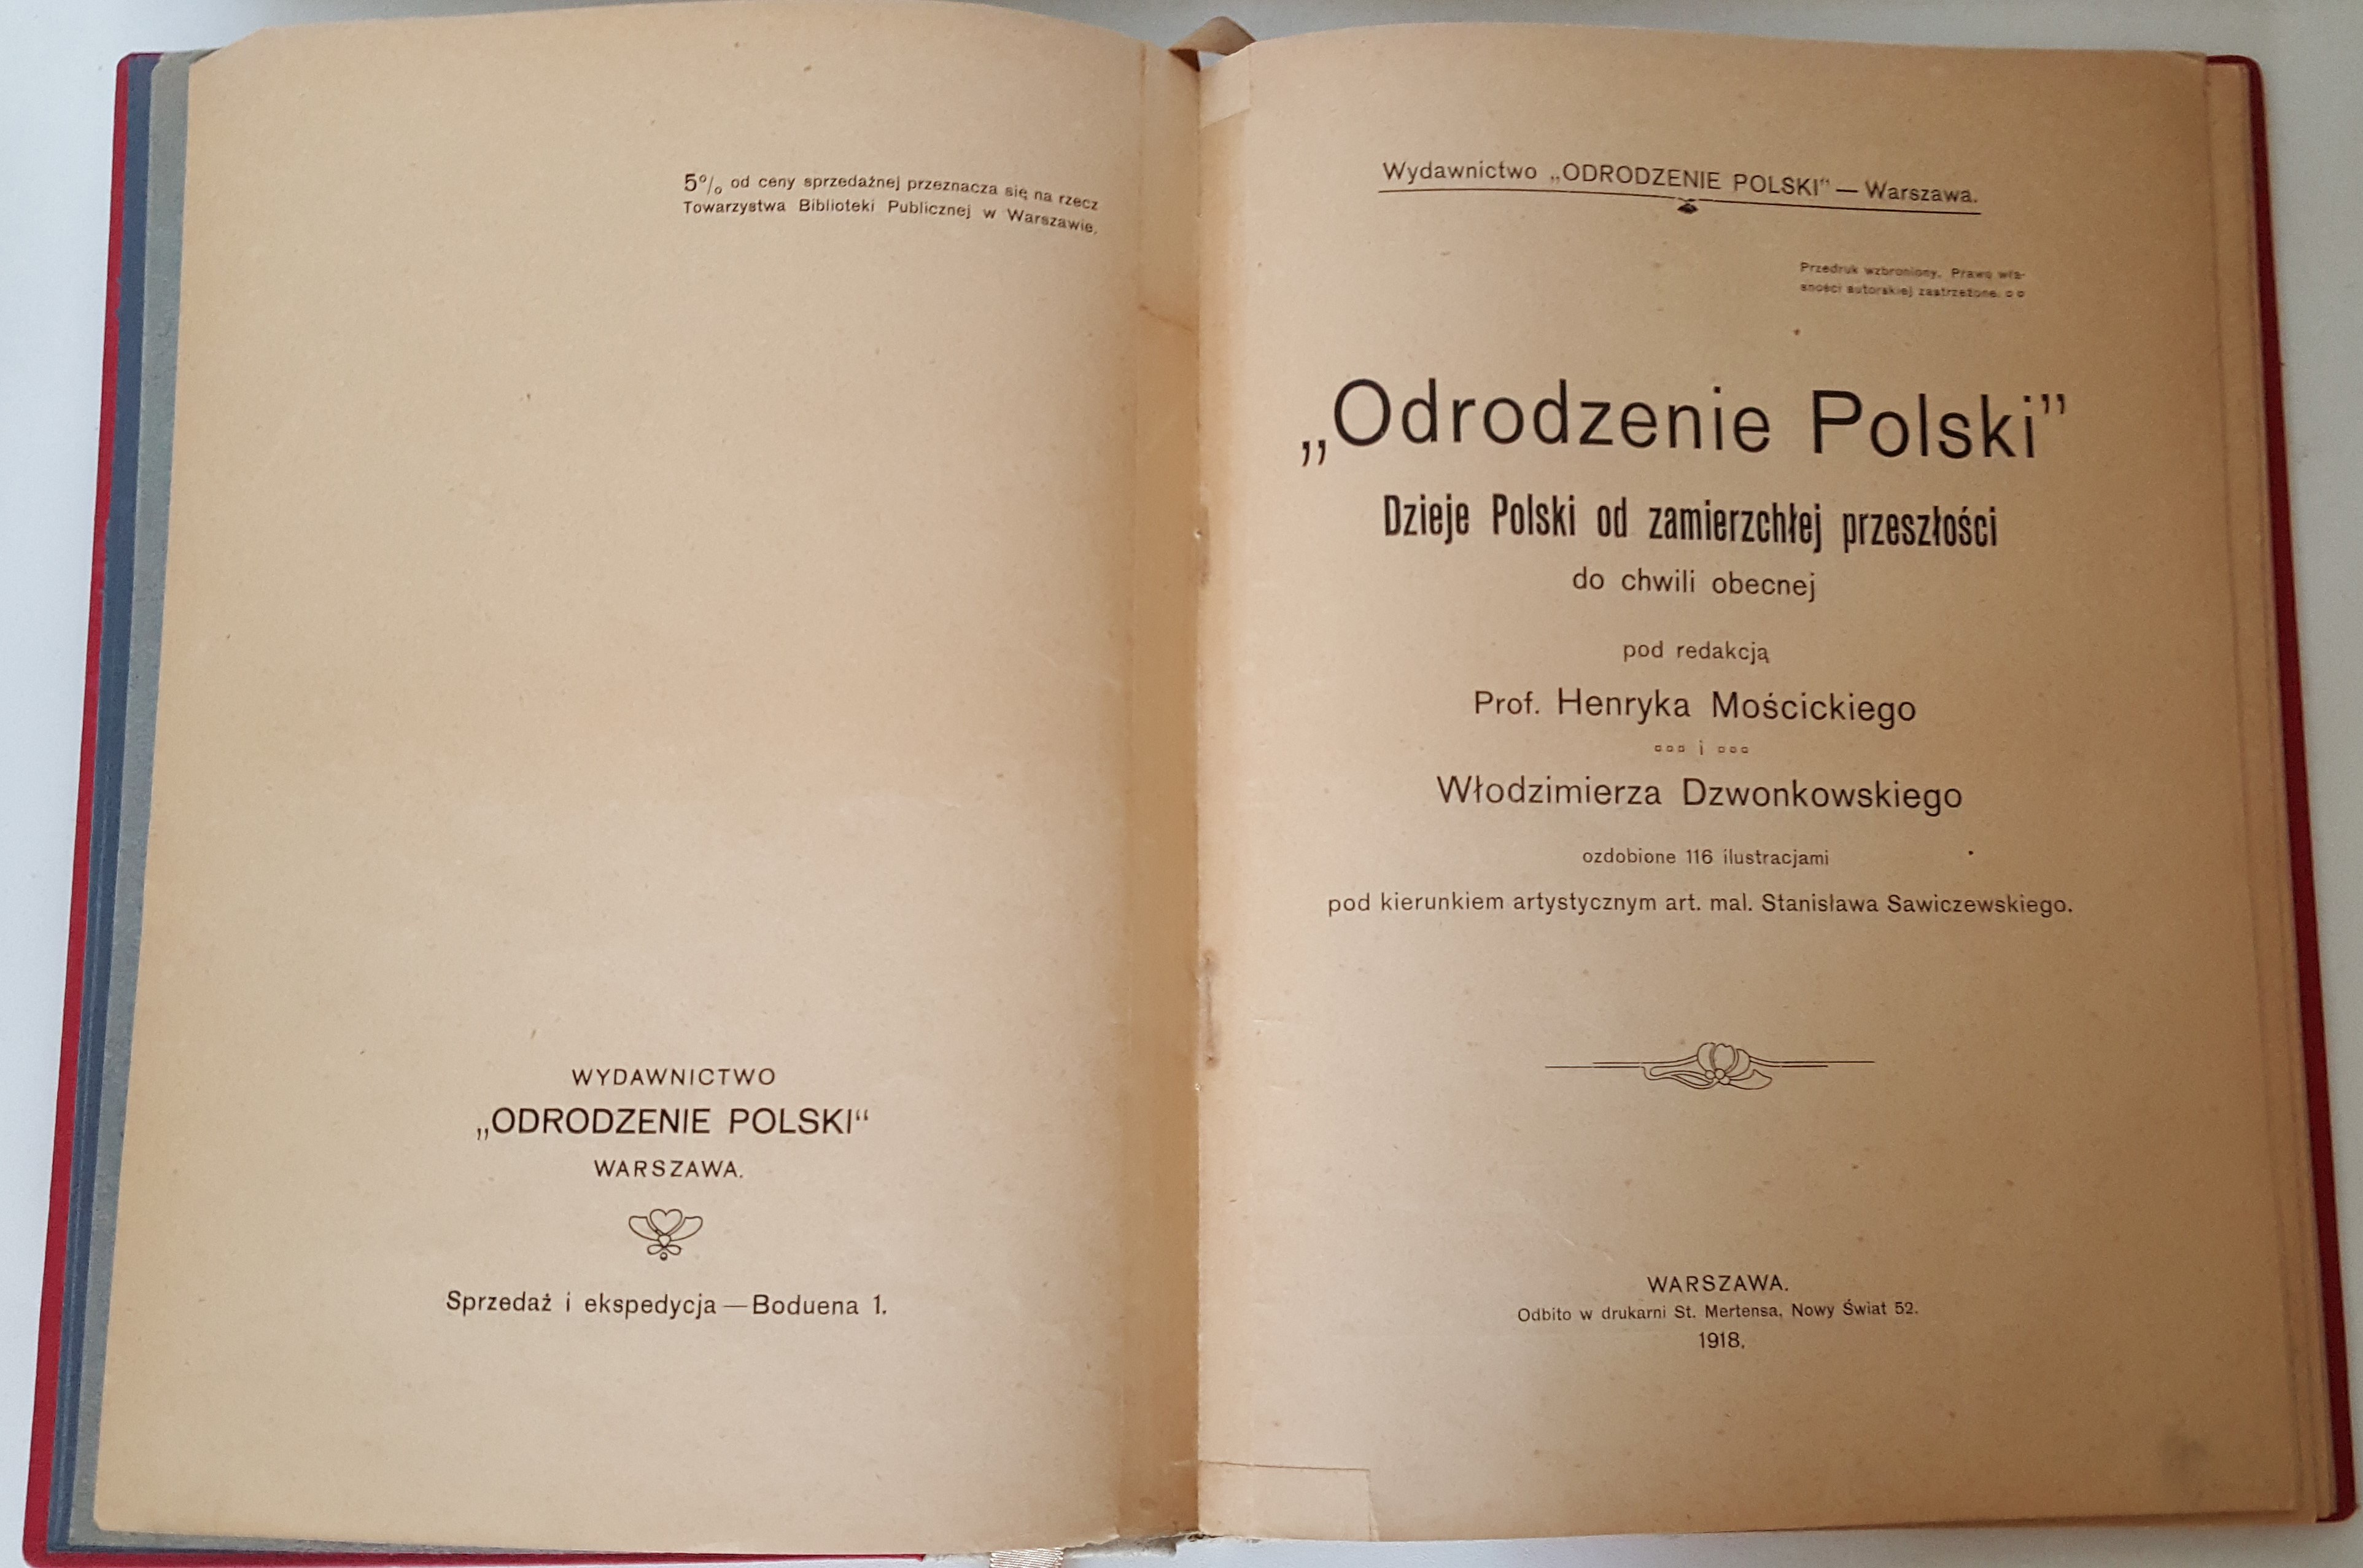 5% od ceny sprzedażnej przeznacza się na rzecz
Towarzystwa Biblioteki Publicznej w Warszawie.
WYDAWNICTWO
„ODRODZENIE POLSKI“
WARSZAWA.
Sprzedaż i ekspedycja — Boduena 1.
Wydawnictwo „ODRODZENIE POLSKI“ — Warszawa.
Przedruk wzbroniony. Prawo wła-
sności autorskiej zastrzeżone.
„Odrodzenie Polski”
Dzieje Polski od zamierzchłej przeszłości
do chwili obecnej
pod redakcją
Prof. Henryka Mościckiego
i
Włodzimierza Dzwonkowskiego
ozdobione 116 ilustracjami
pod kierunkiem artystycznym art. mal. Stanisława Sawiczewskiego.
WARSZAWA.
Odbito w drukarni St. Mertensa, Nowy Świat 52.
1918.